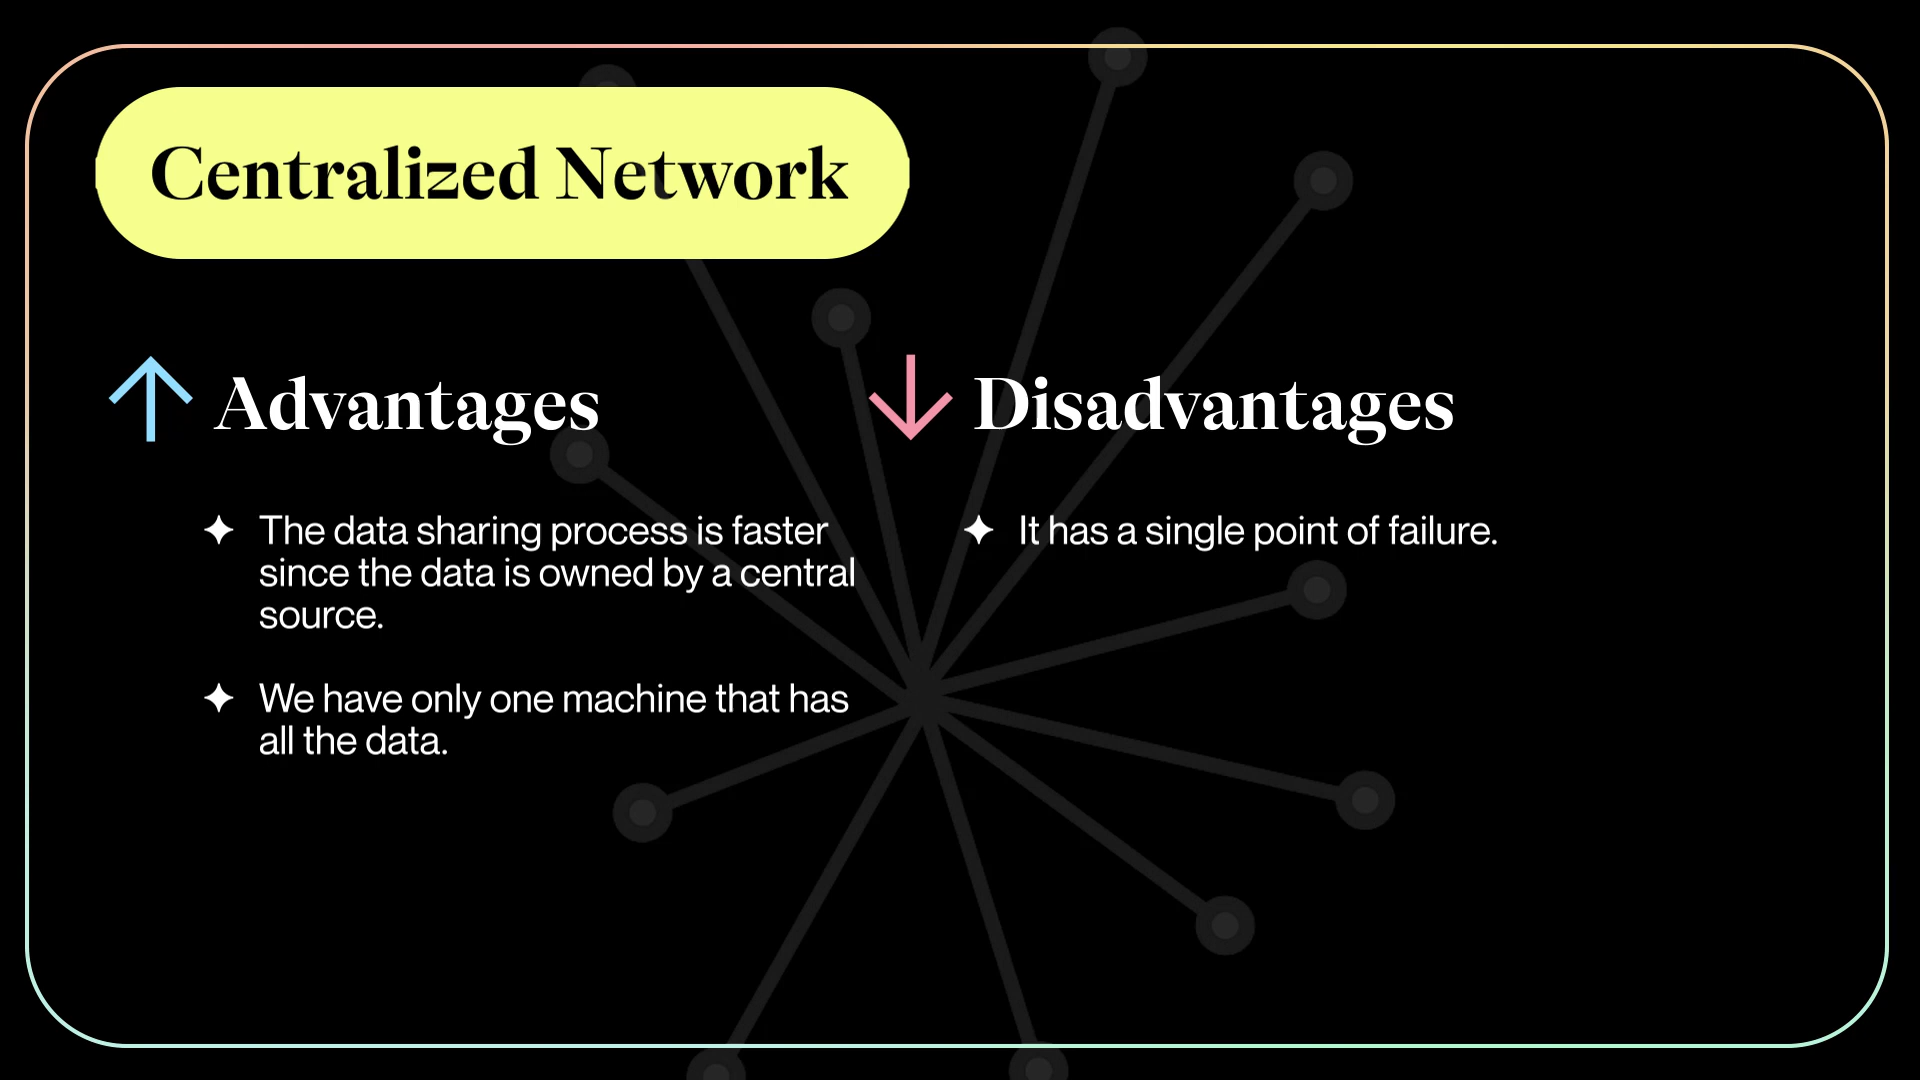 Centralized Network
Advantages
The data sharing process is faster
since the data is owned by a central
source.
We have only one machine that has
all the data.
Disadvantages
It has a single point of failure.